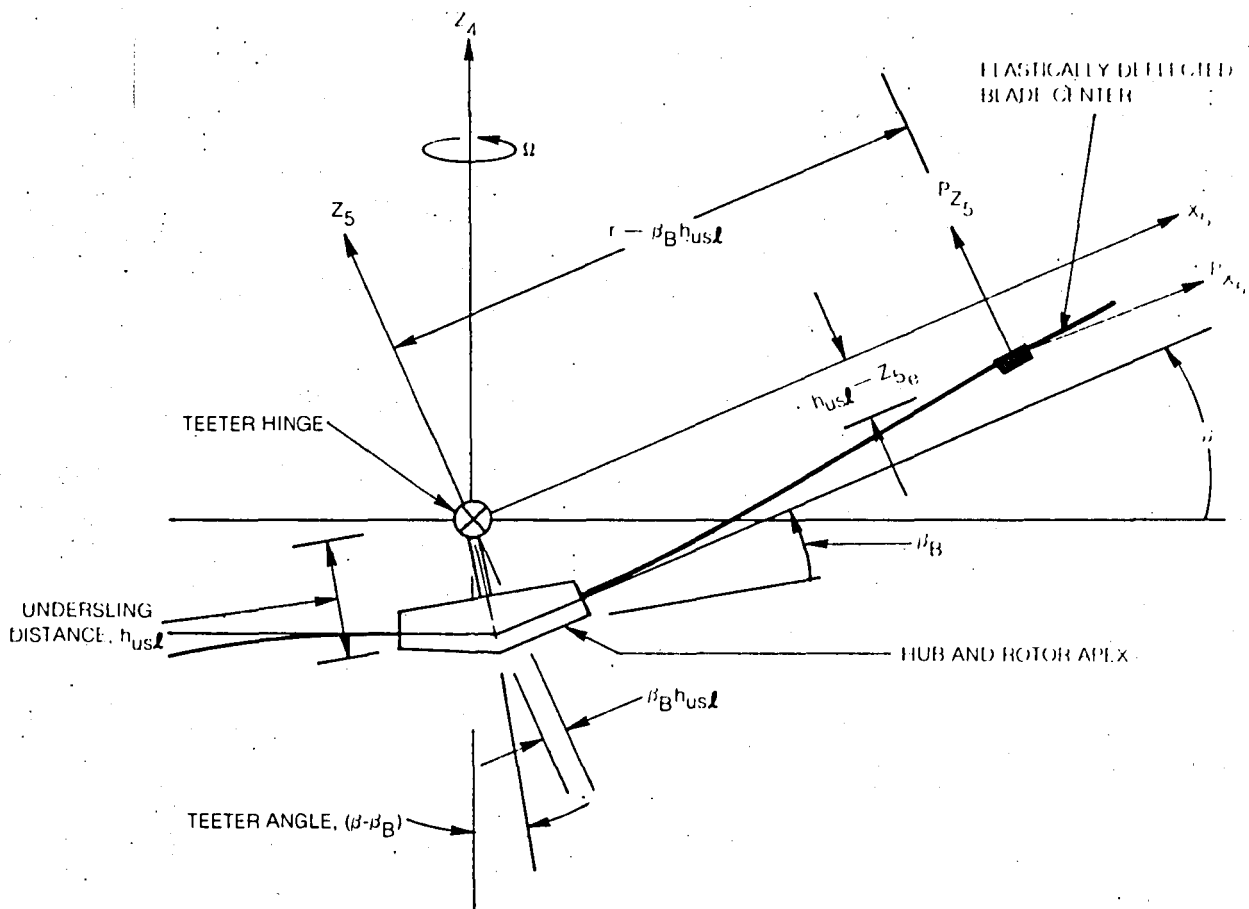 Z4
ELASTICALLY DEFLECTED
BLADE CENTER
Ω
Z5
PZ5
r − βBhusl
X5
PX5
husl − Z5e
TEETER HINGE
β
βB
UNDERSLING
DISTANCE, husl
HUB AND ROTOR APEX
βBhusl
TEETER ANGLE, (β-βB)